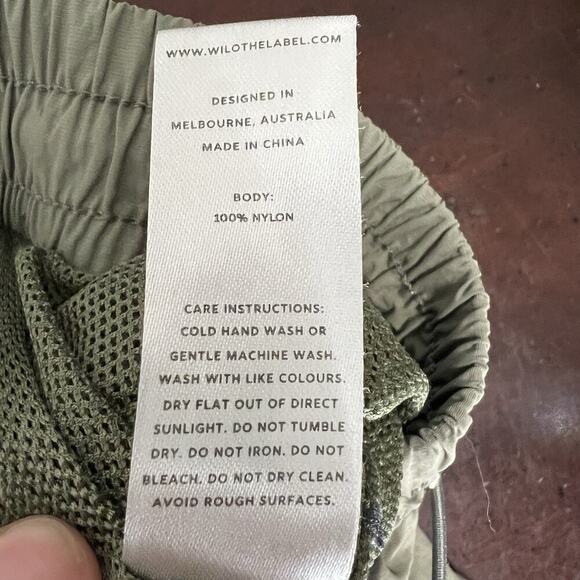 WWW.WILOTHELABEL.COM
DESIGNED IN
MELBOURNE, AUSTRALIA
MADE IN CHINA
BODY:
100% NYLON
CARE INSTRUCTIONS:
COLD HAND WASH OR
GENTLE MACHINE WASH.
WASH WITH LIKE COLOURS.
DRY FLAT OUT OF DIRECT
SUNLIGHT. DO NOT TUMBLE
DRY. DO NOT IRON. DO NOT
BLEACH. DO NOT DRY CLEAN.
AVOID ROUGH SURFACES.